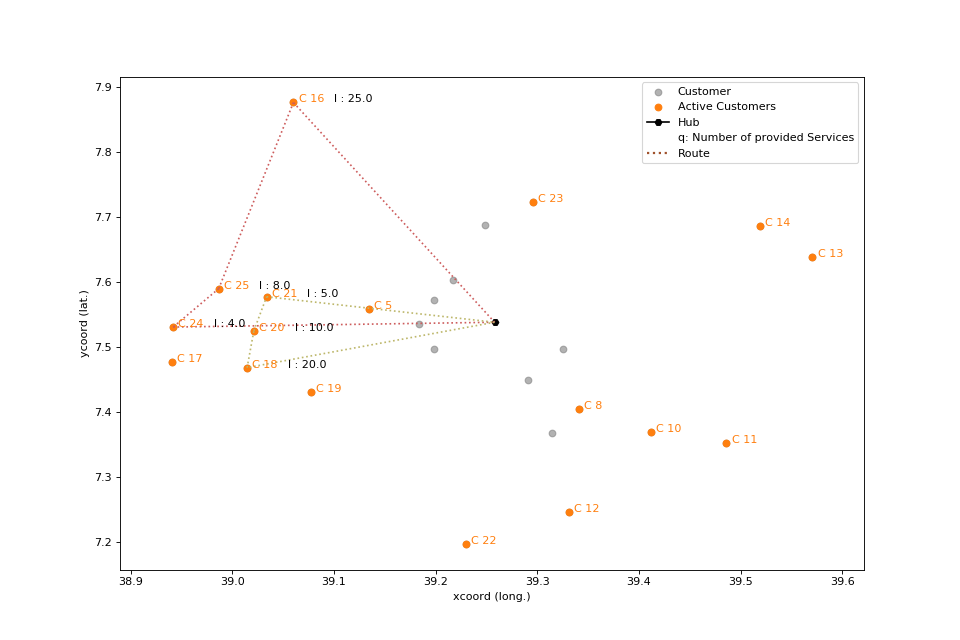 7.9
7.8
7.7
7.6
7.5
7.4
7.3
7.2
ycoord (lat.)
38.9 39.0 39.1 39.2 39.3 39.4 39.5 39.6
xcoord (long.)
Customer
Active Customers
Hub
q: Number of provided Services
Route
C 16 l : 25.0
C 23
C 14
C 13
C 25 l : 8.0
C 21 l : 5.0
C 5
C 24 l : 4.0
C 20 l : 10.0
C 17
C 18 l : 20.0
C 19
C 8
C 10
C 11
C 12
C 22